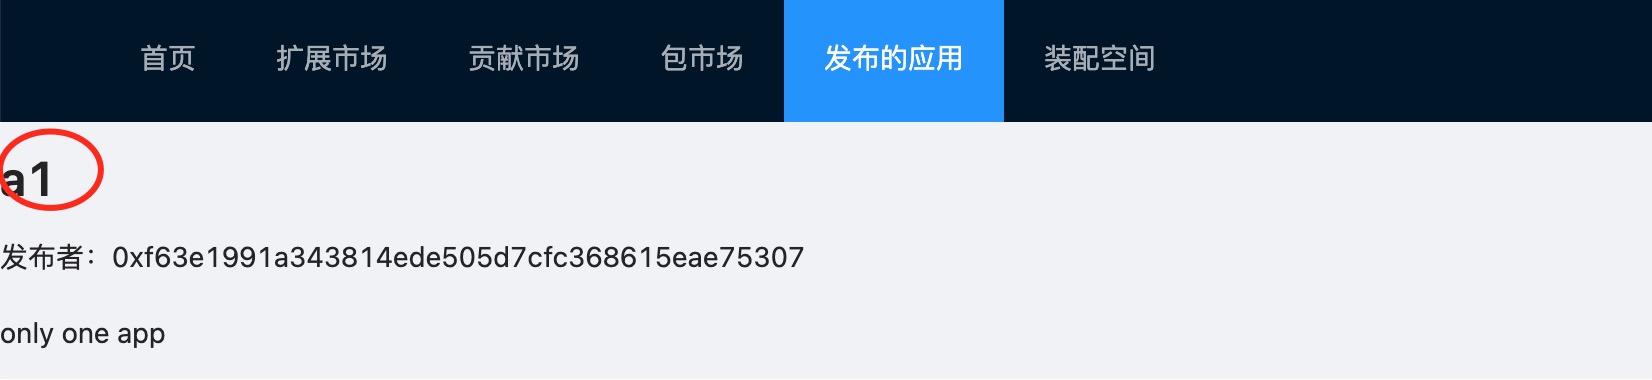 首页 扩展市场 贡献市场 包市场 发布的应用 装配空间
a1
发布者：0xf63e1991a343814ede505d7cfc368615eae75307
only one app